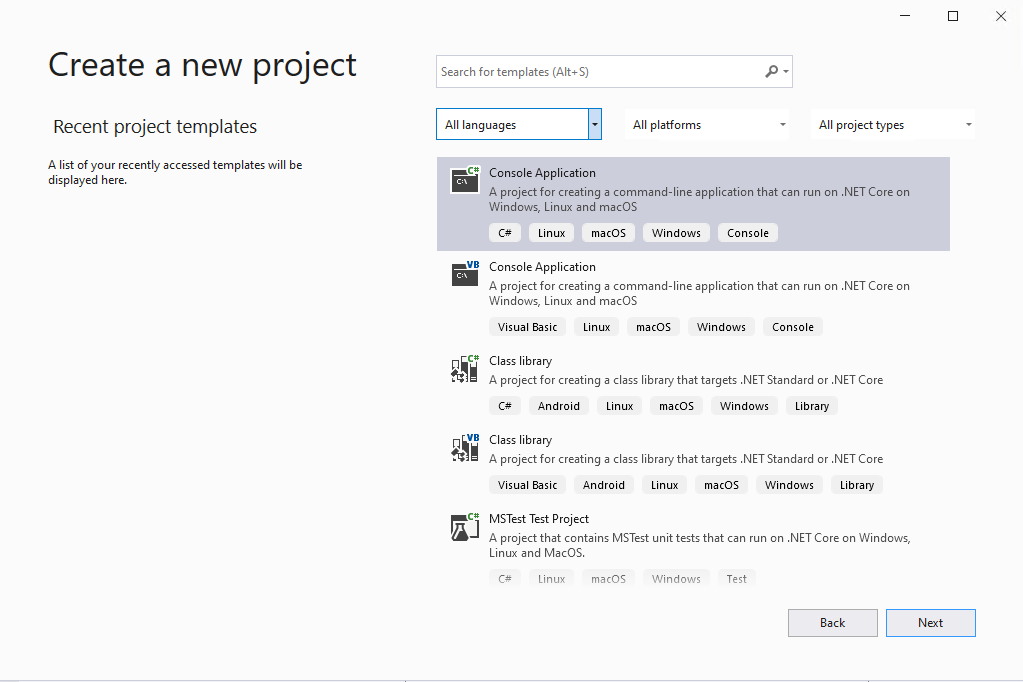 Create a new project
Search for templates (Alt+S)
Recent project templates
All languages
All platforms
All project types
A list of your recently accessed templates will be
displayed here.
C#
C:\
Console Application
A project for creating a command-line application that can run on .NET Core on
Windows, Linux and macOS
C# Linux macOS Windows Console
VB
C:\
Console Application
A project for creating a command-line application that can run on .NET Core on
Windows, Linux and macOS
Visual Basic Linux macOS Windows Console
C#
Class library
A project for creating a class library that targets .NET Standard or .NET Core
C# Android Linux macOS Windows Library
VB
Class library
A project for creating a class library that targets .NET Standard or .NET Core
Visual Basic Android Linux macOS Windows Library
C#
MSTest Test Project
A project that contains MSTest unit tests that can run on .NET Core on Windows,
Linux and MacOS.
C# Linux macOS Windows Test
Back
Next